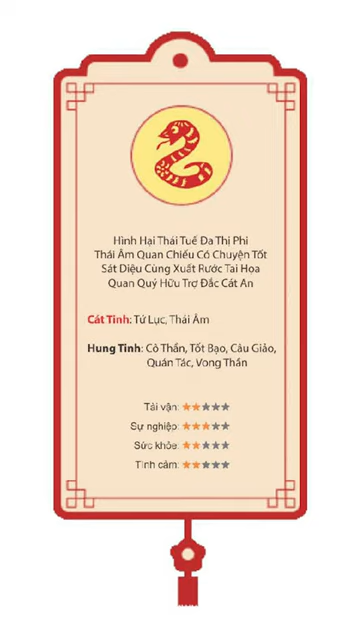 Hình Hại Thái Tuế Đa Thị Phi
Thái Âm Quan Chiếu Có Chuyện Tốt
Sát Diệu Cùng Xuất Rước Tai Họa
Quan Quý Hữu Trợ Đắc Cát An
Cát Tinh: Tứ Lục, Thái Âm
Hung Tinh: Cô Thần, Tốt Bạo, Câu Giảo,
Quán Tác, Vong Thần
Tài vận: ★★★★★
Sự nghiệp: ★★★★★
Sức khỏe: ★★★★★
Tình cảm: ★★★★★